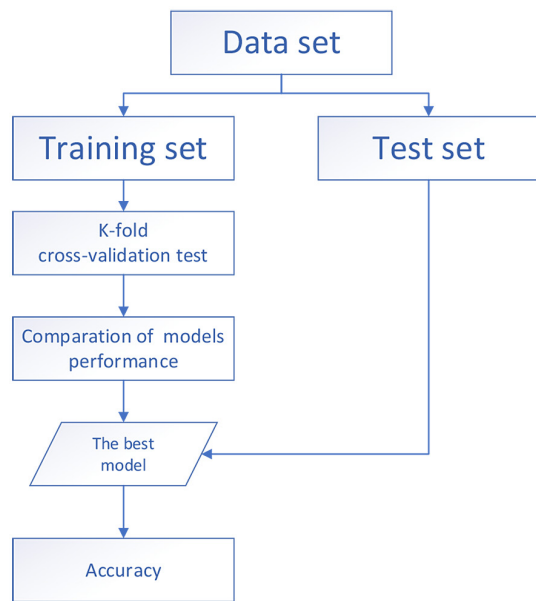 Data set
Training set
Test set
K-fold
cross-validation test
Comparation of models
performance
The best
model
Accuracy